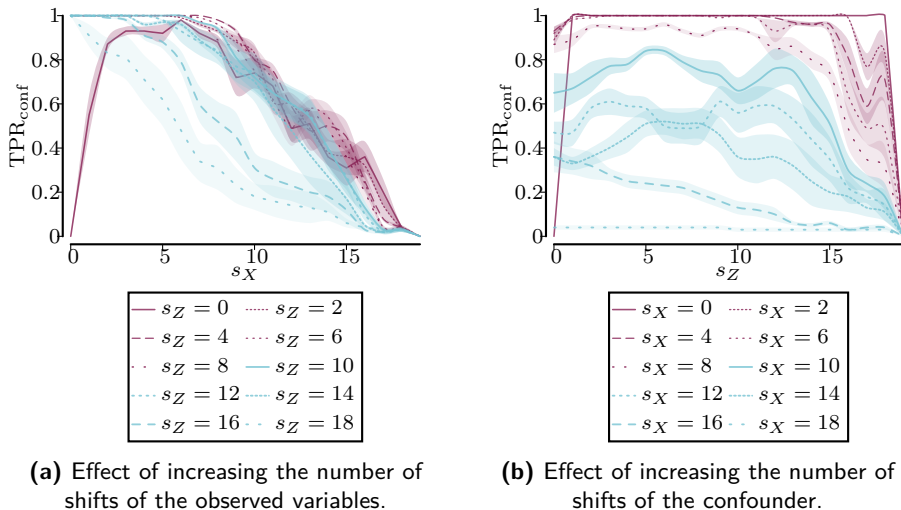 1
0.8
0.6
0.4
0.2
0
TPR_conf
0 5 10 15
s_X
s_Z = 0 s_Z = 2
s_Z = 4 s_Z = 6
s_Z = 8 s_Z = 10
s_Z = 12 s_Z = 14
s_Z = 16 s_Z = 18
(a) Effect of increasing the number of
shifts of the observed variables.
1
0.8
0.6
0.4
0.2
0
TPR_conf
0 5 10 15
s_Z
s_X = 0 s_X = 2
s_X = 4 s_X = 6
s_X = 8 s_X = 10
s_X = 12 s_X = 14
s_X = 16 s_X = 18
(b) Effect of increasing the number of
shifts of the confounder.